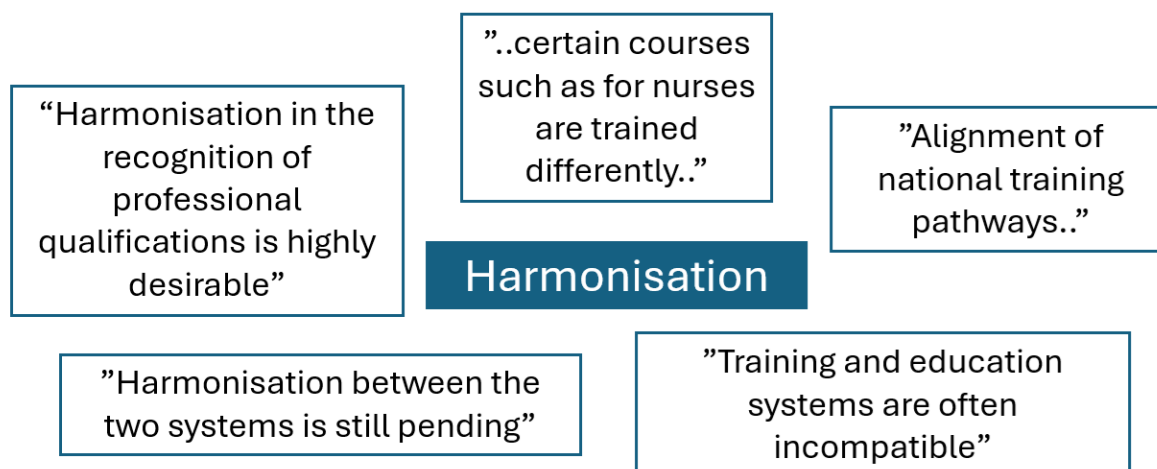 ”..certain courses
such as for nurses
are trained
differently..”
“Harmonisation in the
recognition of
professional
qualifications is highly
desirable”
”Alignment of
national training
pathways..”
Harmonisation
”Harmonisation between the
two systems is still pending”
”Training and education
systems are often
incompatible”